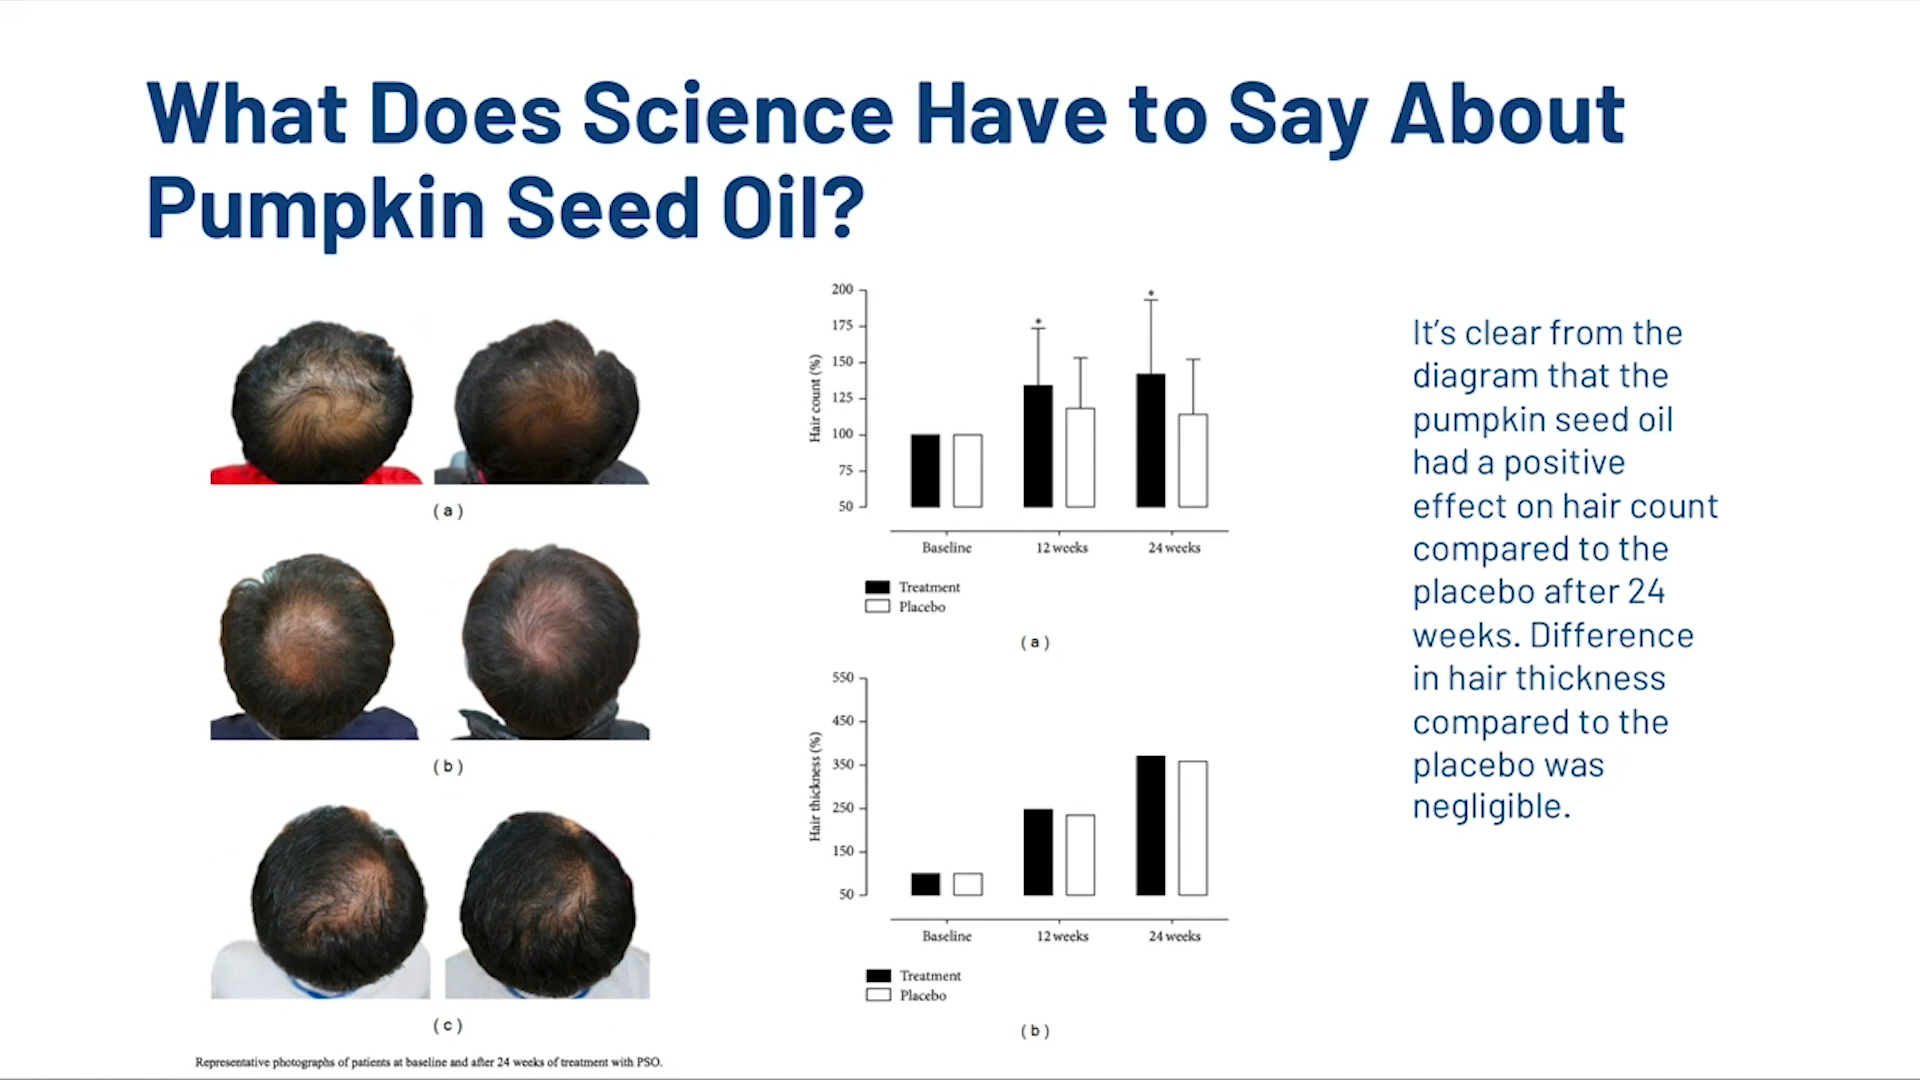 What Does Science Have to Say About
Pumpkin Seed Oil?
(a)
(b)
(c)
Representative photographs of patients at baseline and after 24 weeks of treatment with PSO.
Hair count (%)
200
175
150
125
100
75
50
*
*
Baseline
12 weeks
24 weeks
Treatment
Placebo
(a)
Hair thickness (%)
550
450
350
250
150
50
Baseline
12 weeks
24 weeks
Treatment
Placebo
(b)
It's clear from the
diagram that the
pumpkin seed oil
had a positive
effect on hair count
compared to the
placebo after 24
weeks. Difference
in hair thickness
compared to the
placebo was
negligible.